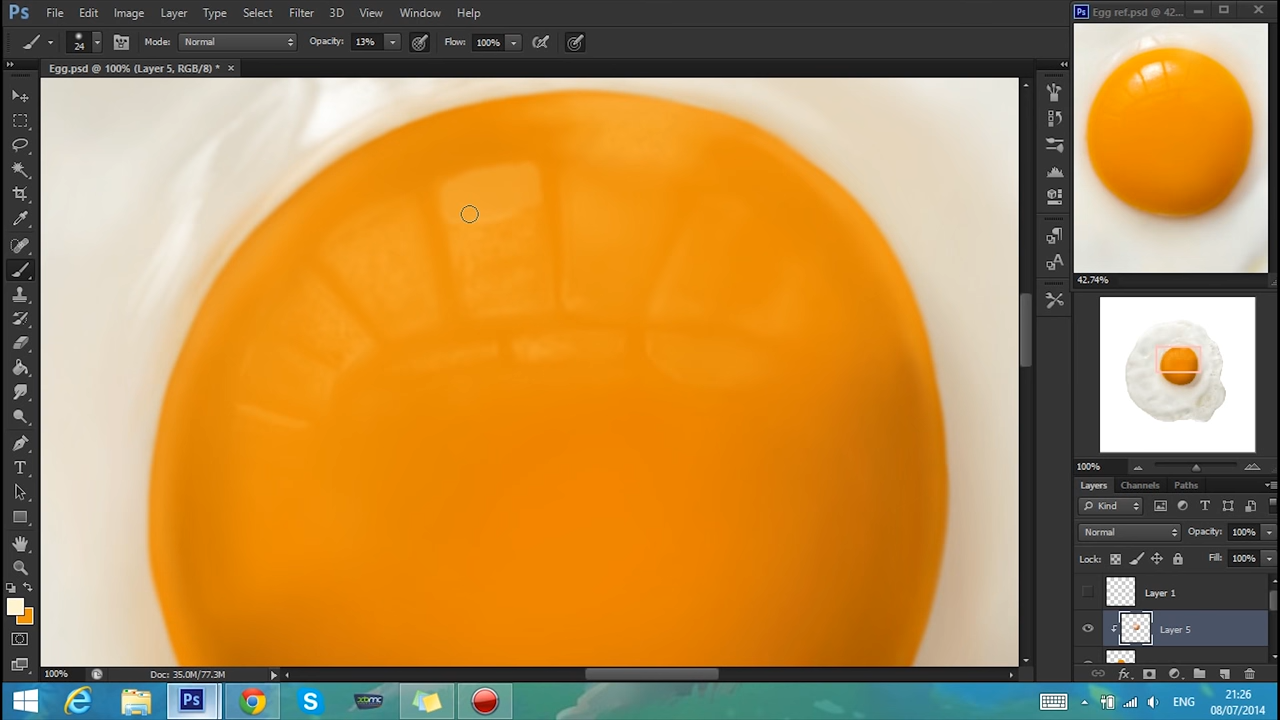 Ps File Edit Image Layer Type Select Filter 3D View Window Help
24 Mode: Normal Opacity: 13% Flow: 100%
Egg.psd @ 100% (Layer 5, RGB/8) *
Egg ref.psd @ 42...
42.74%
100%
Layers Channels Paths
Kind
Normal Opacity: 100%
Lock: Fill: 100%
Layer 1
Layer 5
100% Doc: 35.0M/77.3M
ENG 21:26
08/07/2014